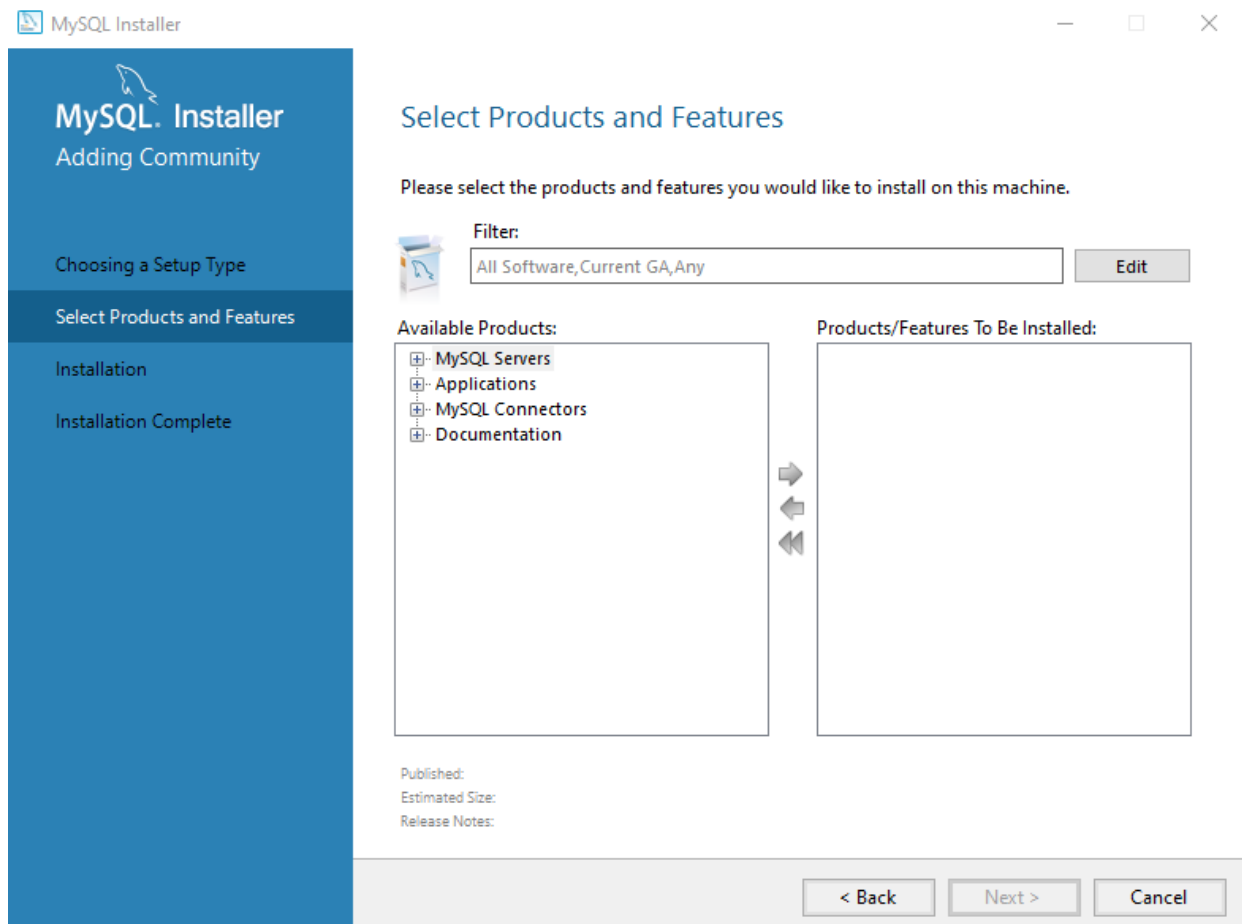 MySQL Installer
MySQL. Installer
Adding Community
Choosing a Setup Type
Select Products and Features
Installation
Installation Complete
Select Products and Features
Please select the products and features you would like to install on this machine.
Filter:
All Software,Current GA,Any
Edit
Available Products:
MySQL Servers
Applications
MySQL Connectors
Documentation
Products/Features To Be Installed:
Published:
Estimated Size:
Release Notes:
< Back
Next >
Cancel